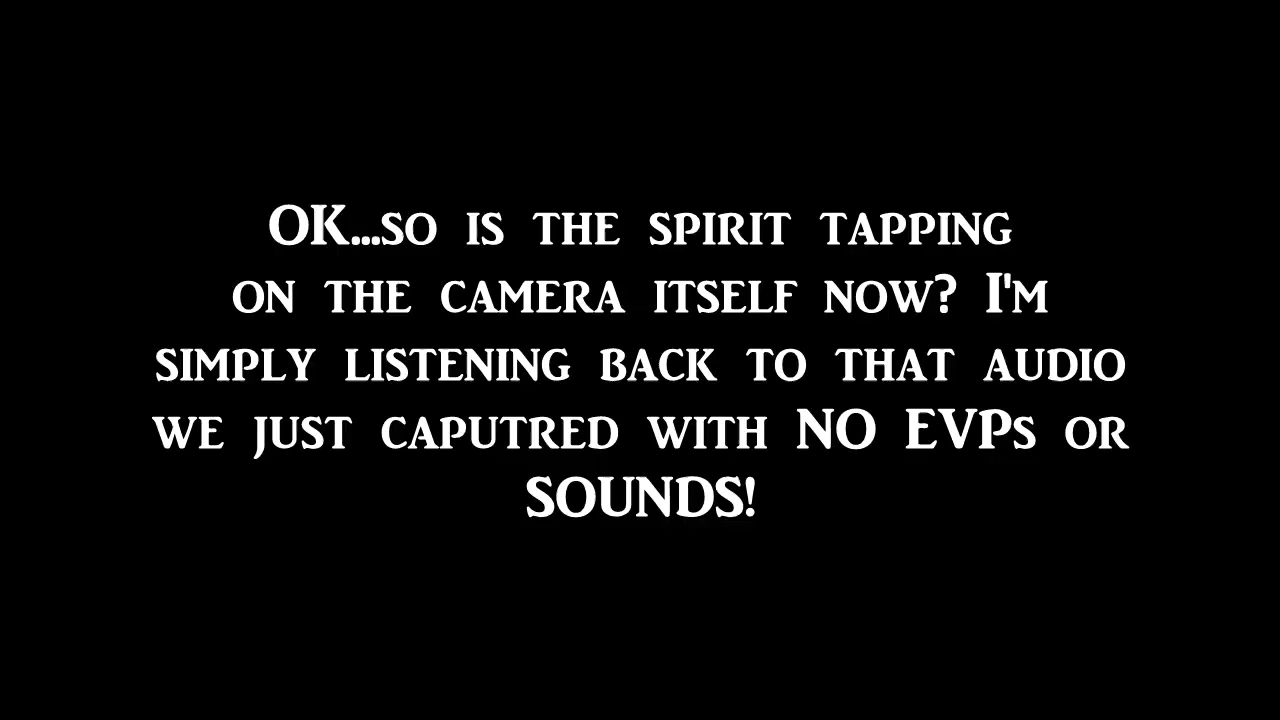 OK...so is the spirit tapping
on the camera itself now? I'm
simply listening back to that audio
we just caputred with NO EVPs or
SOUNDS!